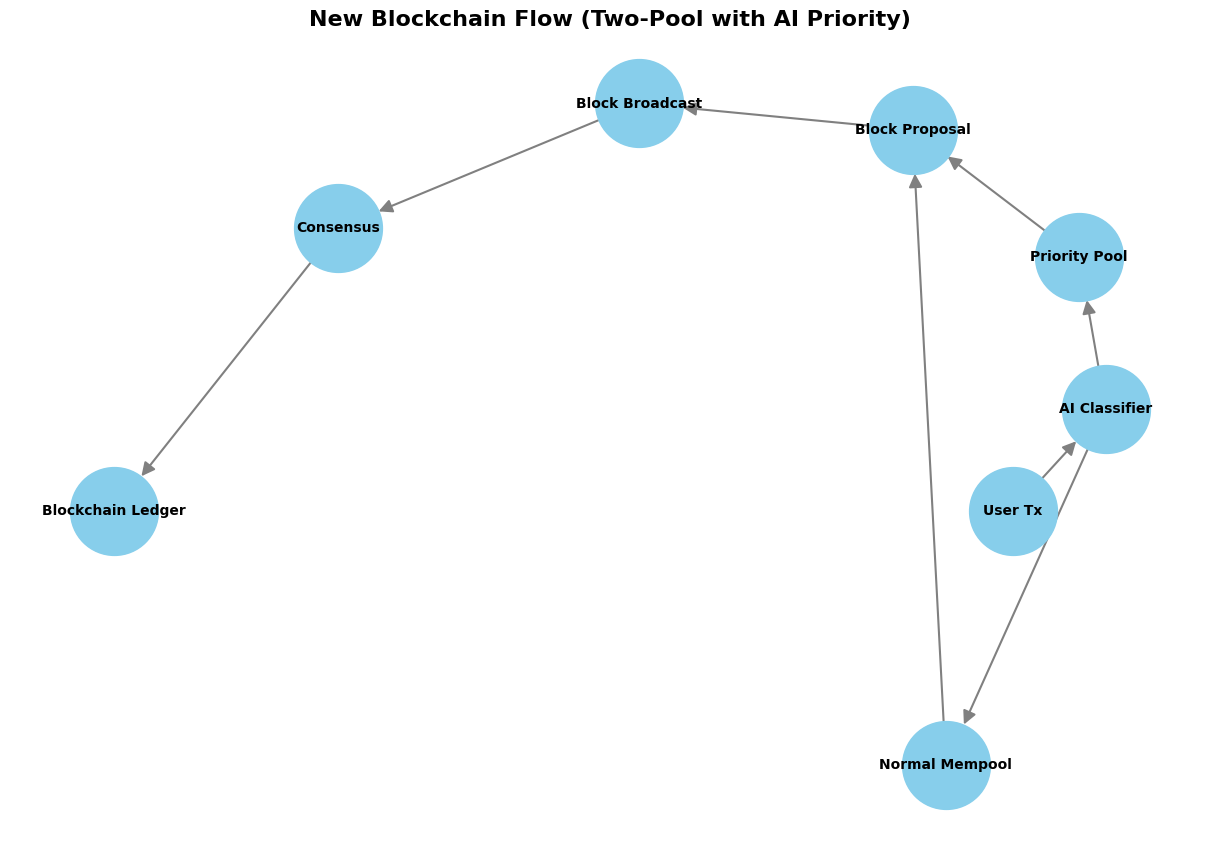 New Blockchain Flow (Two-Pool with AI Priority)
Block Broadcast
Block Proposal
Consensus
Priority Pool
AI Classifier
Blockchain Ledger
User Tx
Normal Mempool